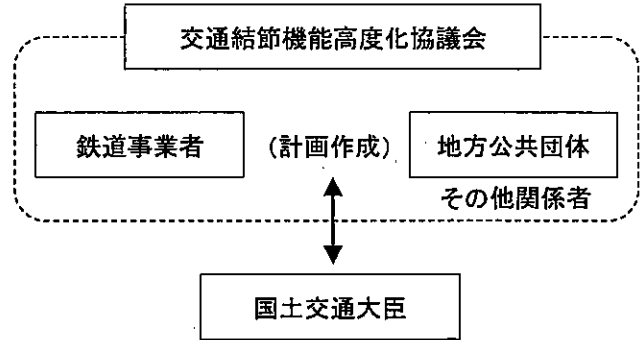 交通結節機能高度化協議会
鉄道事業者 (計画作成) 地方公共団体
その他関係者
国土交通大臣